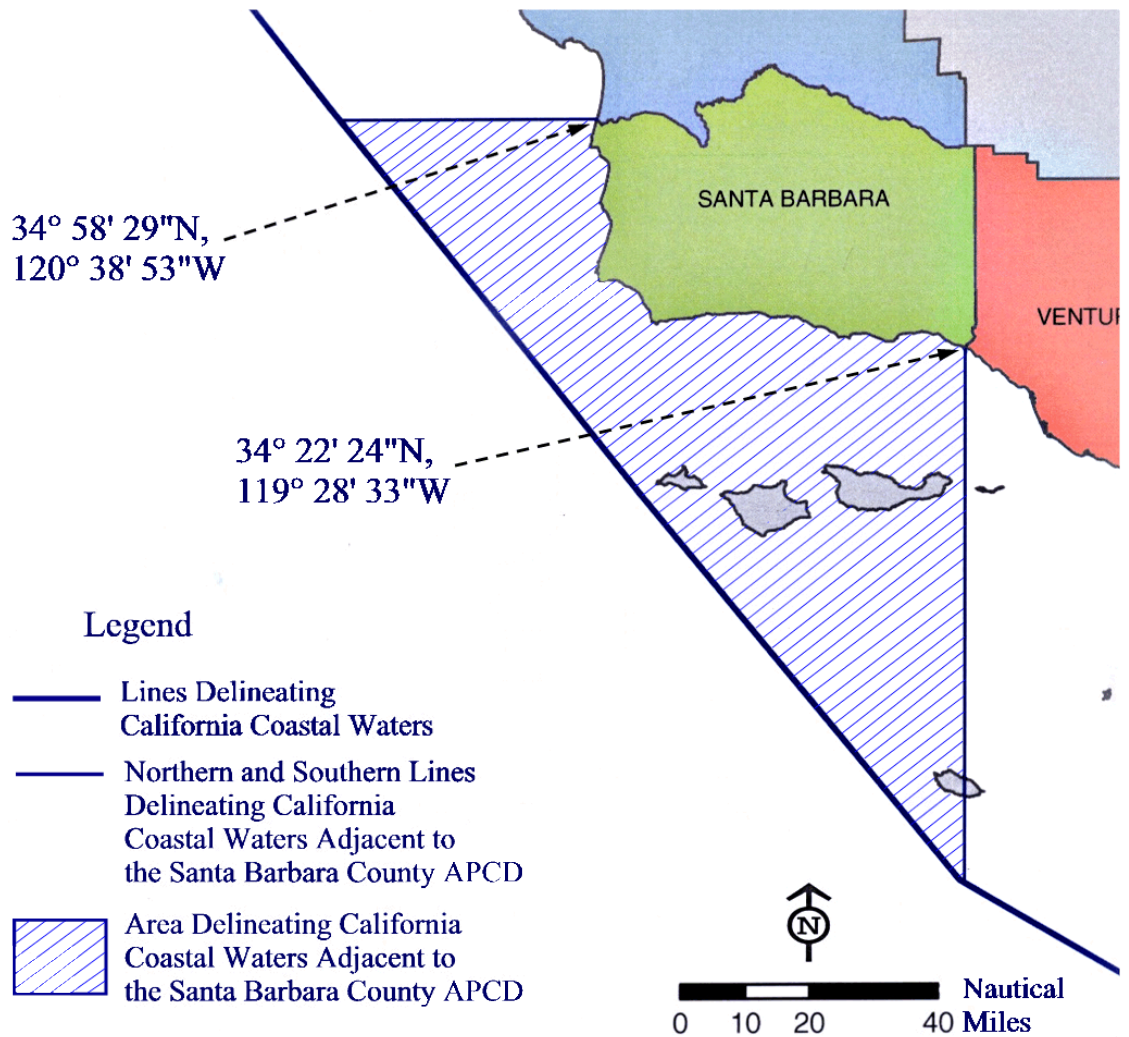 SANTA BARBARA
34° 58' 29"N,
120° 38' 53"W
VENTUR
34° 22' 24"N,
119° 28' 33"W
Legend
Lines Delineating
California Coastal Waters
Northern and Southern Lines
Delineating California
Coastal Waters Adjacent to
the Santa Barbara County APCD
Area Delineating California
Coastal Waters Adjacent to
the Santa Barbara County APCD
N
Nautical
Miles
0 10 20 40